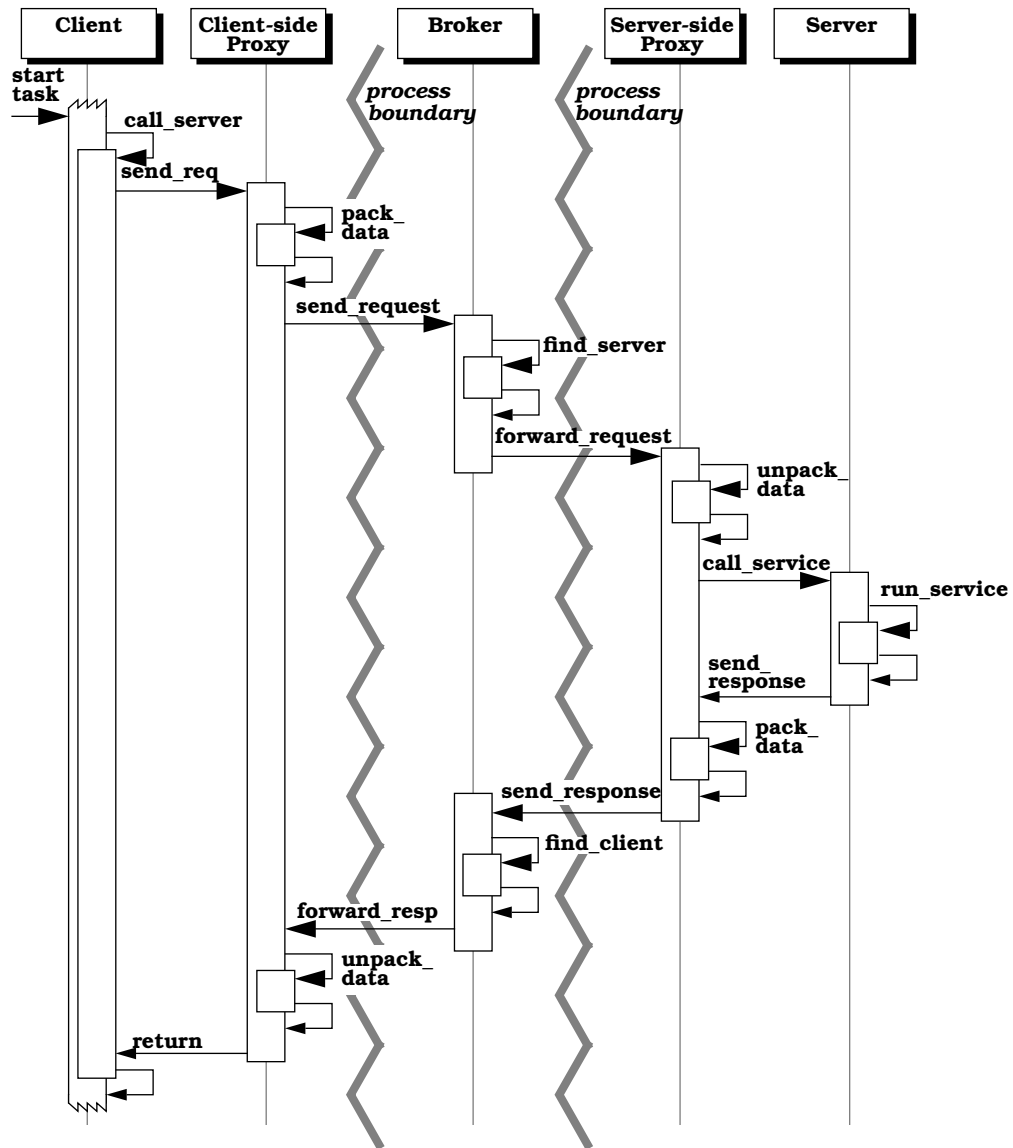 Client
Client-side
Proxy
Broker
Server-side
Proxy
Server
start
task
process
boundary
process
boundary
call_server
send_req
pack_
data
send_request
find_server
forward_request
unpack_
data
call_service
run_service
send_
response
pack_
data
send_response
find_client
forward_resp
unpack_
data
return